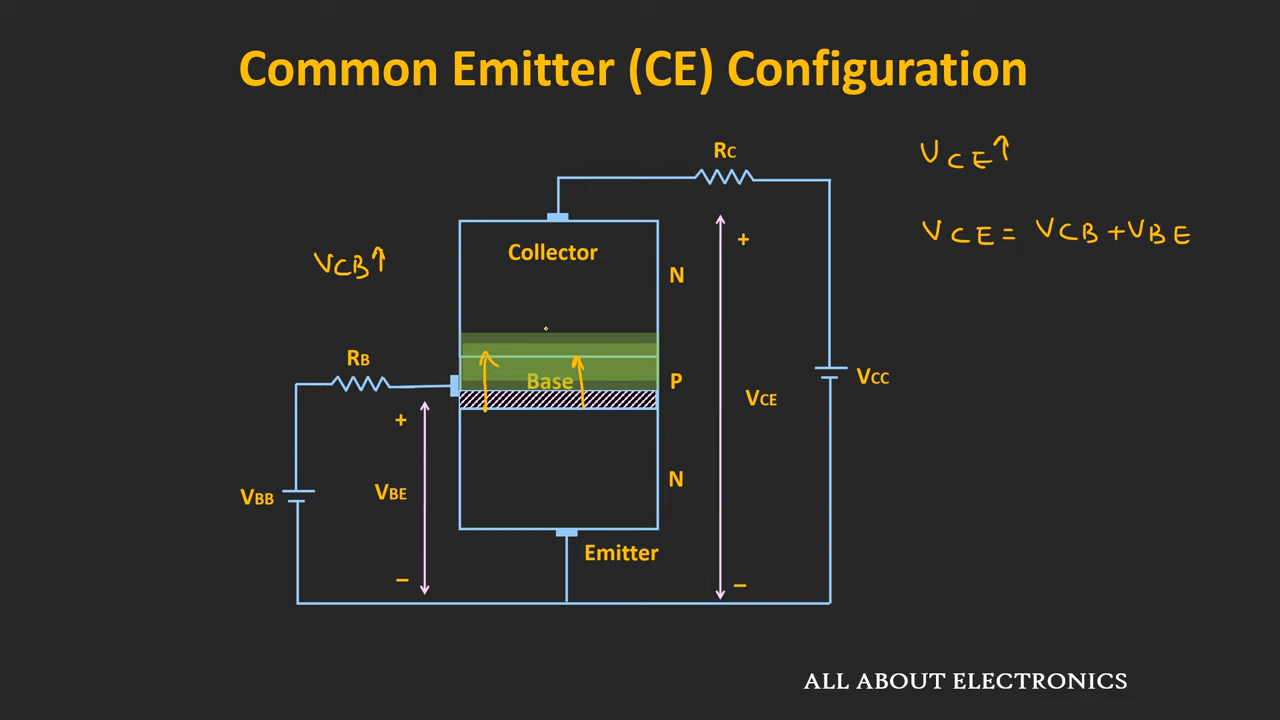 Common Emitter (CE) Configuration
RC
VCE↑
VCE = VCB + VBE
+
Collector
VCB↑
N
RB
Base
P
VCC
VCE
+
VBE
VBB
N
Emitter
–
–
ALL ABOUT ELECTRONICS